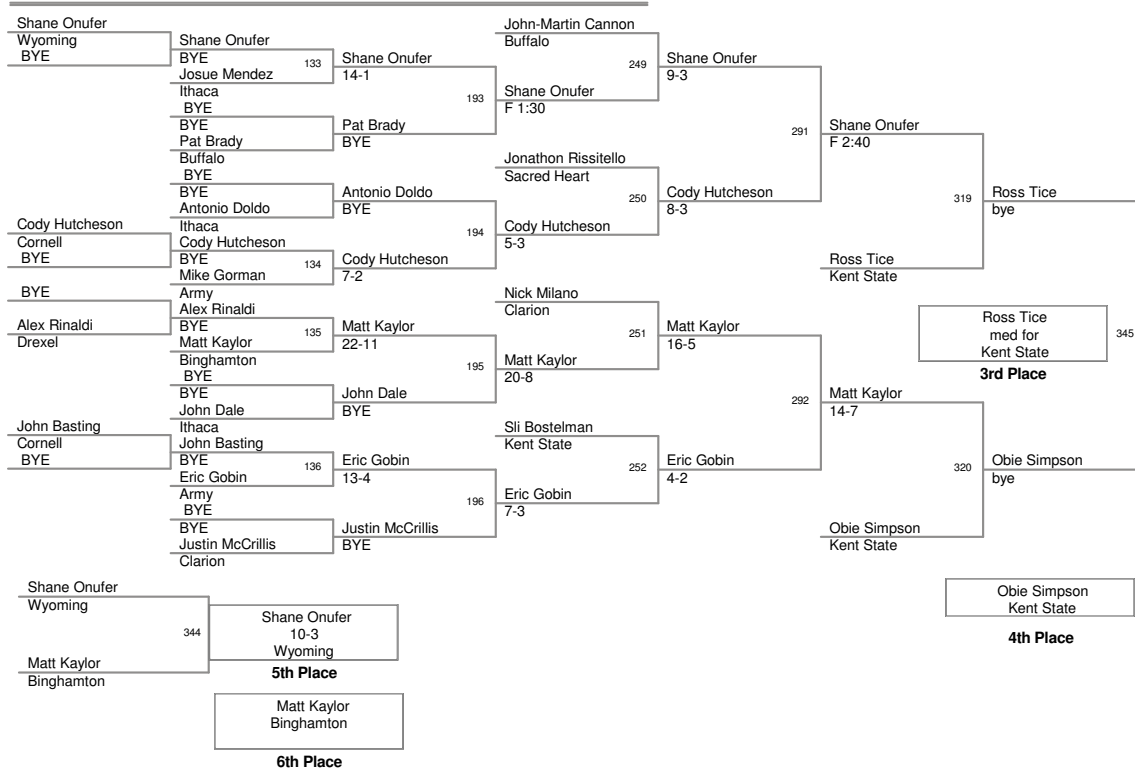 Shane Onufer
Wyoming
BYE
Cody Hutcheson
Cornell
BYE
BYE
Alex Rinaldi
Drexel
John Basting
Cornell
BYE
Shane Onufer
BYE
133
Josue Mendez
Ithaca
BYE
BYE
Pat Brady
Buffalo
BYE
BYE
Antonio Doldo
Ithaca
Cody Hutcheson
BYE
134
Mike Gorman
Army
Alex Rinaldi
BYE
135
Matt Kaylor
Binghamton
BYE
BYE
John Dale
Ithaca
John Basting
BYE
136
Eric Gobin
Army
BYE
BYE
Justin McCrillis
Clarion
Shane Onufer
14-1
193
Pat Brady
BYE
Antonio Doldo
BYE
194
Cody Hutcheson
7-2
Matt Kaylor
22-11
195
John Dale
BYE
Eric Gobin
13-4
196
Justin McCrillis
BYE
John-Martin Cannon
Buffalo
249
Shane Onufer
F 1:30
Jonathon Rissitello
Sacred Heart
250
Cody Hutcheson
5-3
Nick Milano
Clarion
251
Matt Kaylor
20-8
Sli Bostelman
Kent State
252
Eric Gobin
7-3
Shane Onufer
9-3
291
Cody Hutcheson
8-3
Matt Kaylor
16-5
292
Eric Gobin
4-2
Shane Onufer
F 2:40
319
Ross Tice
Kent State
Matt Kaylor
14-7
320
Obie Simpson
Kent State
Ross Tice
bye
Ross Tice
med for
Kent State
345
3rd Place
Obie Simpson
bye
Obie Simpson
Kent State
4th Place
Shane Onufer
Wyoming
344
Matt Kaylor
Binghamton
Shane Onufer
10-3
Wyoming
5th Place
Matt Kaylor
Binghamton
6th Place